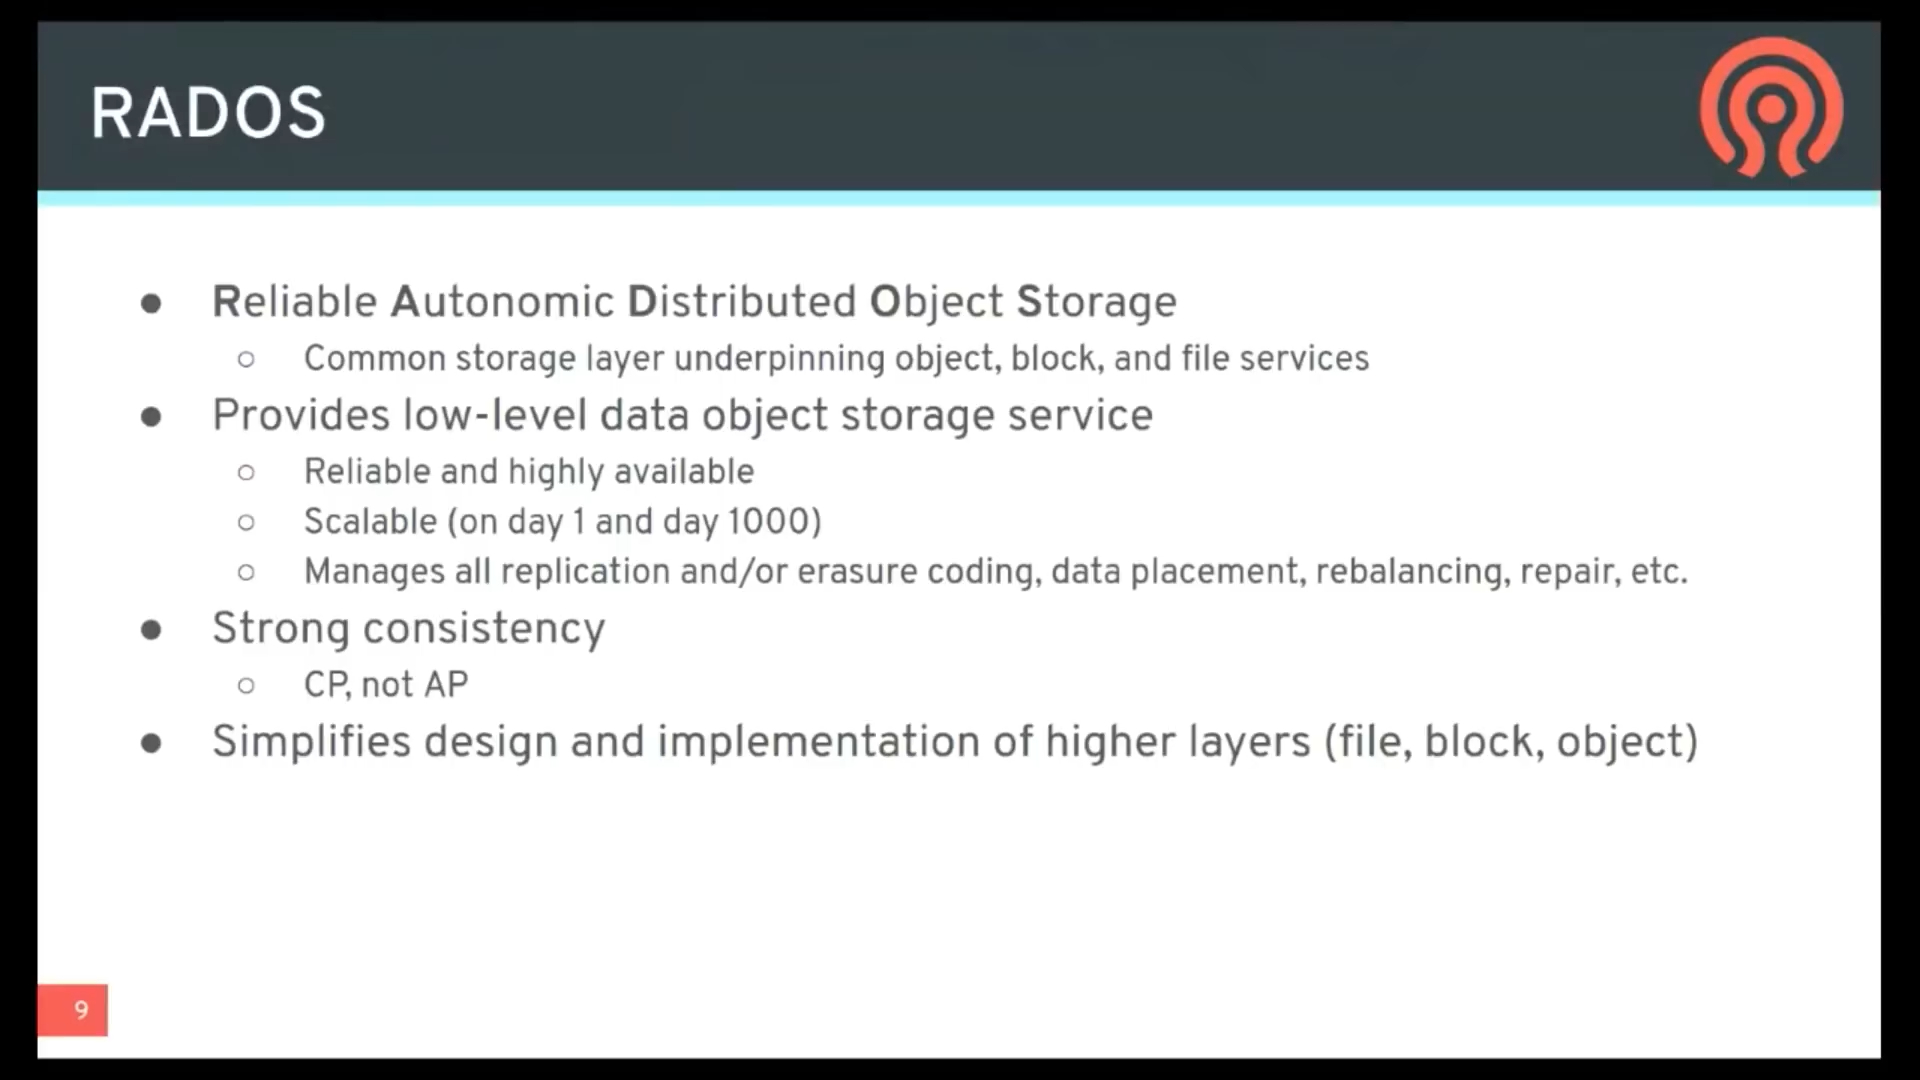 RADOS
● Reliable Autonomic Distributed Object Storage
○ Common storage layer underpinning object, block, and file services
● Provides low-level data object storage service
○ Reliable and highly available
○ Scalable (on day 1 and day 1000)
○ Manages all replication and/or erasure coding, data placement, rebalancing, repair, etc.
● Strong consistency
○ CP, not AP
● Simplifies design and implementation of higher layers (file, block, object)
9